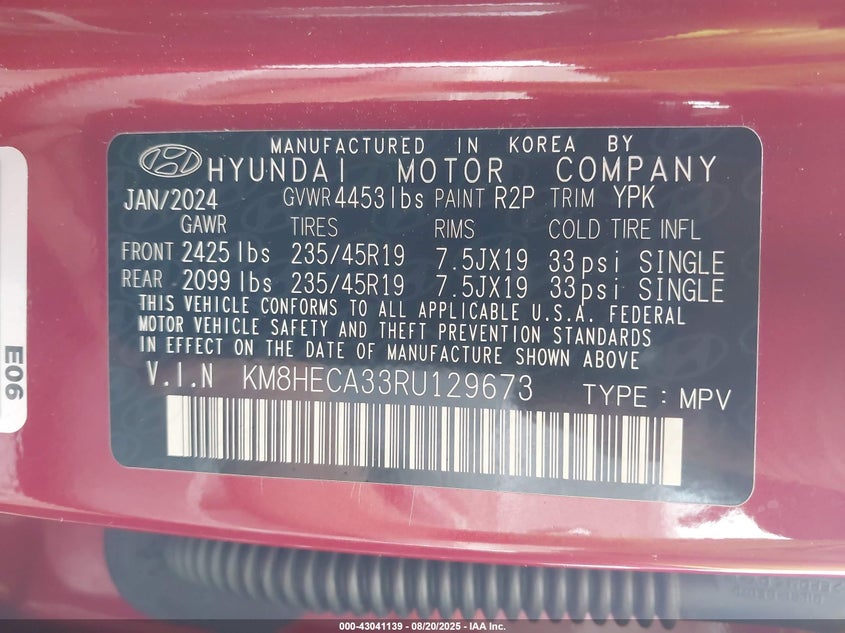 MANUFACTURED IN KOREA BY
HYUNDAI MOTOR COMPANY
JAN/2024 GVWR 4453lbs PAINT R2P TRIM YPK
GAWR TIRES RIMS COLD TIRE INFL
FRONT 2425 lbs 235/45R19 7.5JX19 33psi SINGLE
REAR 2099 lbs 235/45R19 7.5JX19 33psi SINGLE
THIS VEHICLE CONFORMS TO ALL APPLICABLE U.S.A. FEDERAL
MOTOR VEHICLE SAFETY AND THEFT PREVENTION STANDARDS
IN EFFECT ON THE DATE OF MANUFACTURE SHOWN ABOVE
V.I.N KM8HECA33RU129673 TYPE : MPV
E06
000-43041139 - 08/20/2025 - IAA Inc.